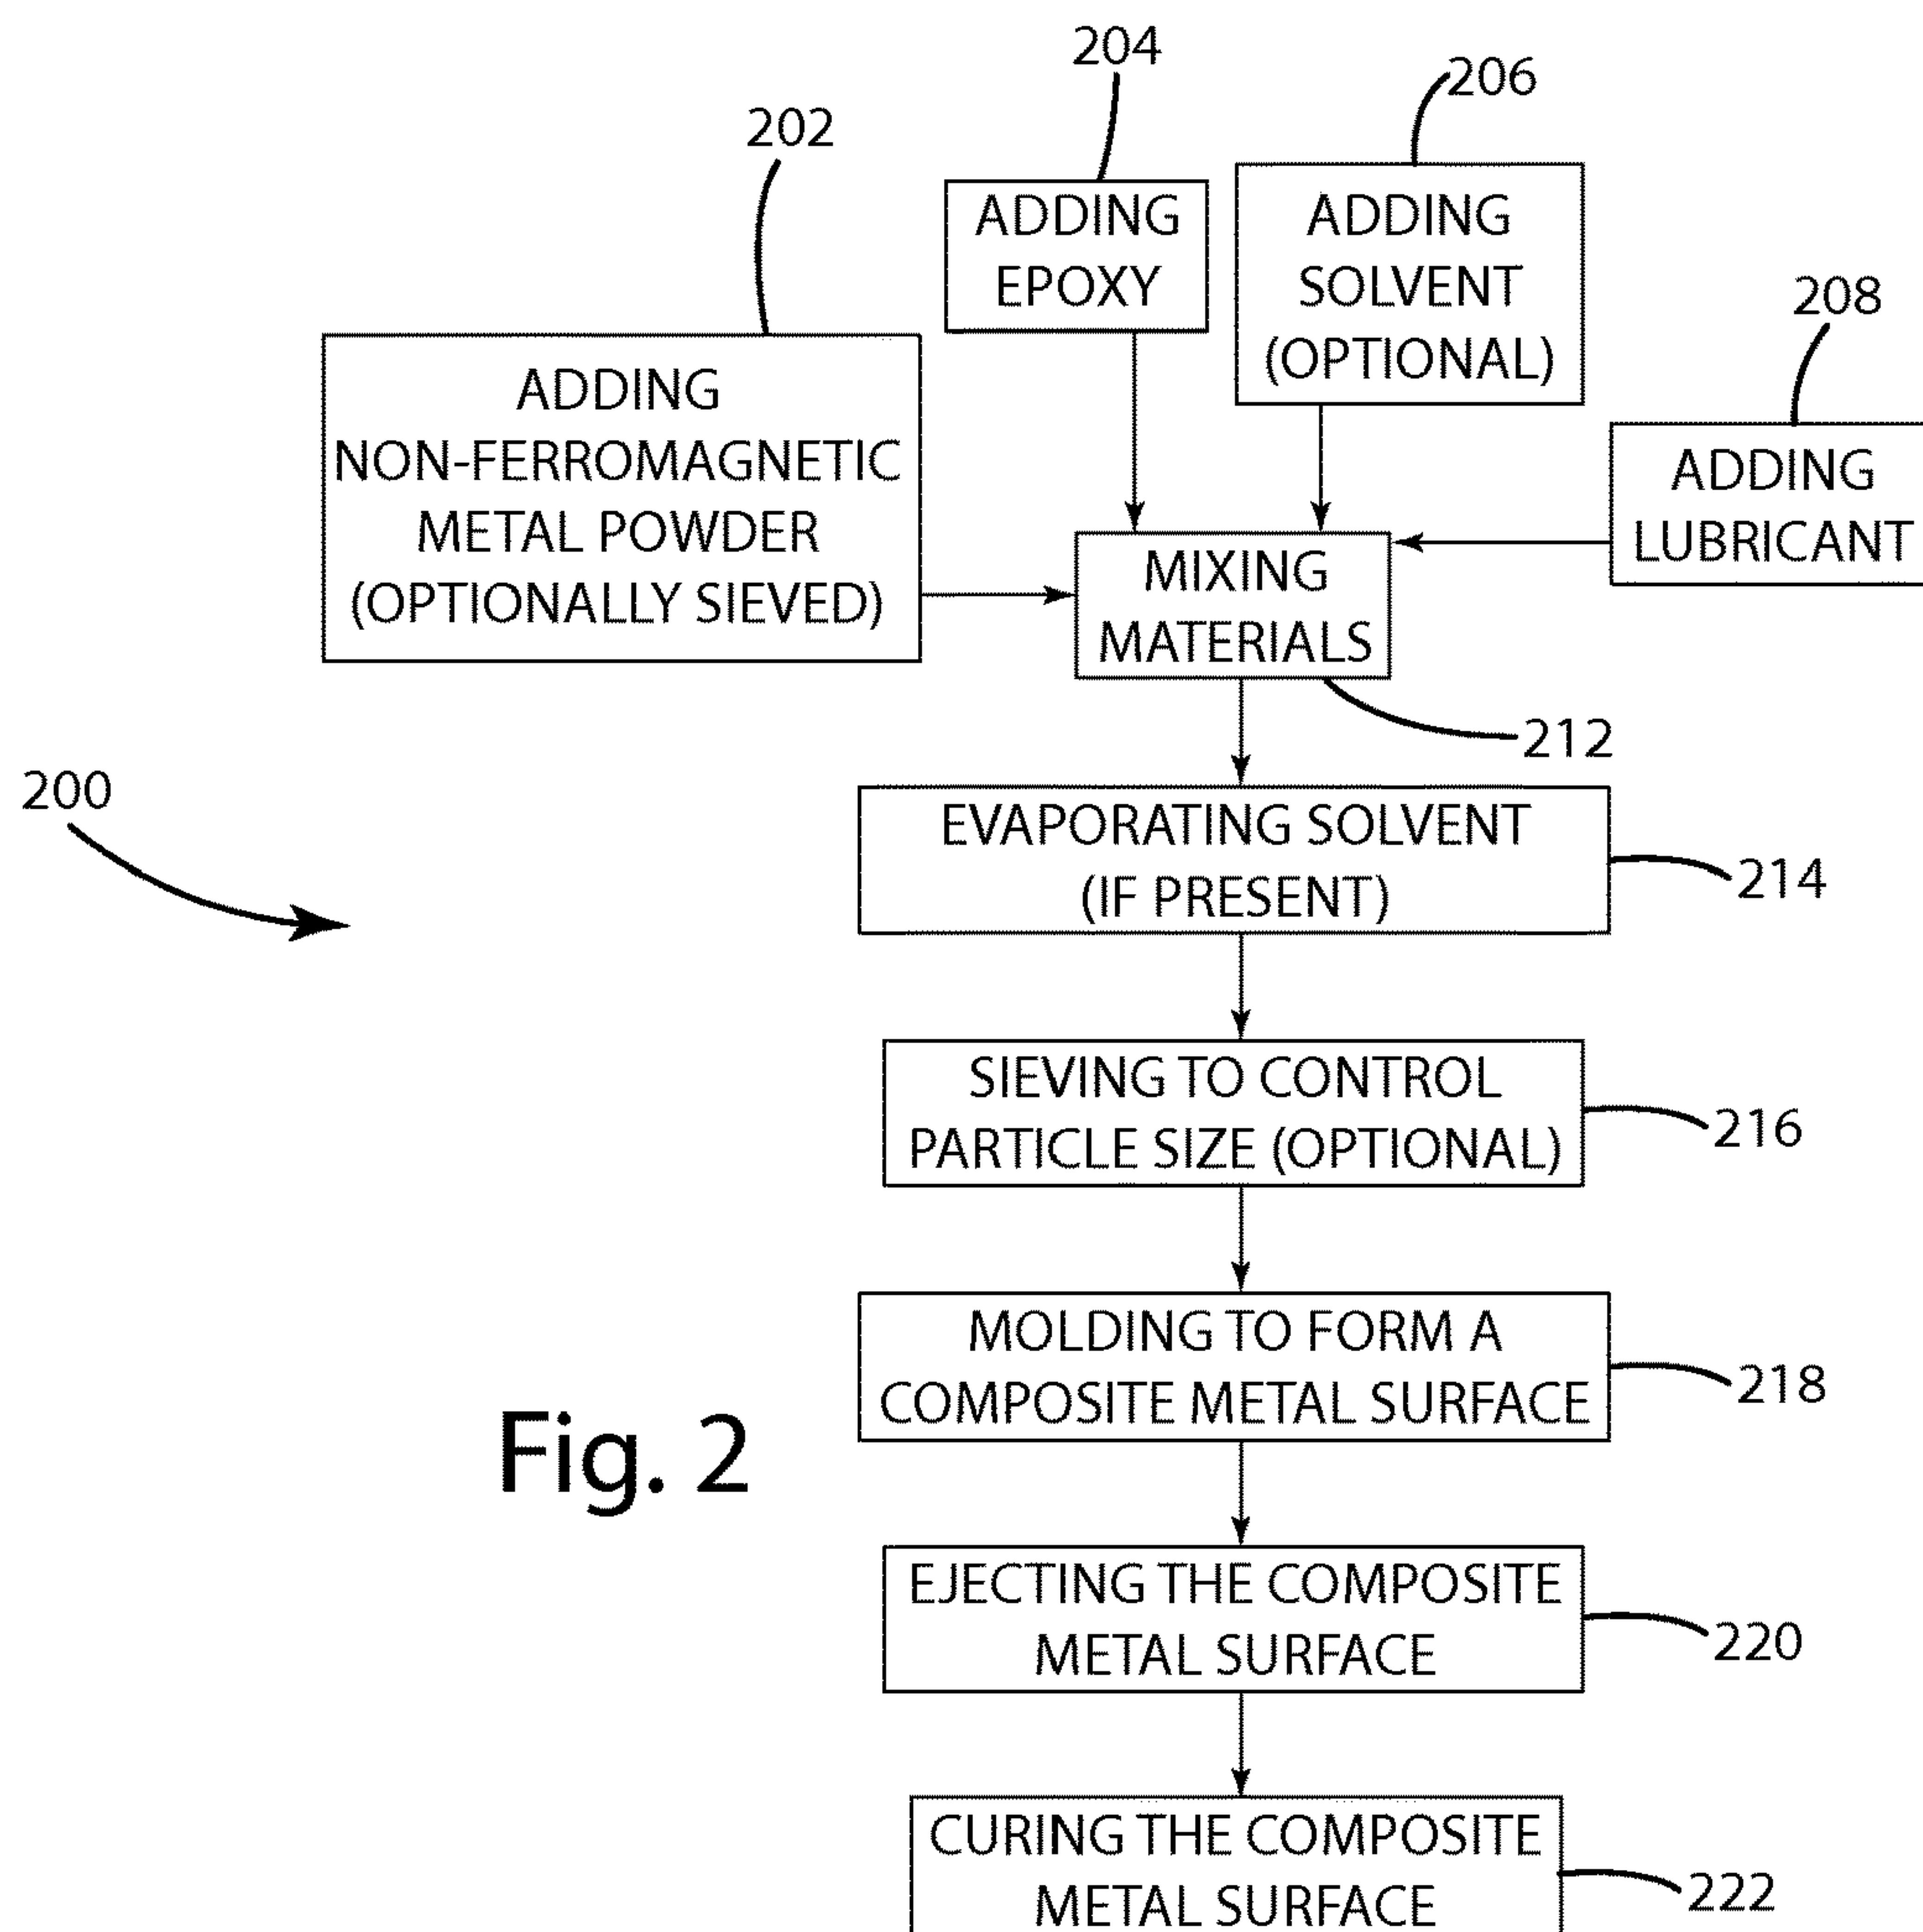 204
206
202
ADDING
EPOXY
ADDING
SOLVENT
(OPTIONAL)
208
ADDING
NON-FERROMAGNETIC
METAL POWDER
(OPTIONALLY SIEVED)
ADDING
LUBRICANT
MIXING
MATERIALS
212
200
EVAPORATING SOLVENT
(IF PRESENT)
214
SIEVING TO CONTROL
PARTICLE SIZE (OPTIONAL)
216
MOLDING TO FORM A
COMPOSITE METAL SURFACE
218
Fig. 2
EJECTING THE COMPOSITE
METAL SURFACE
220
CURING THE COMPOSITE
METAL SURFACE
222